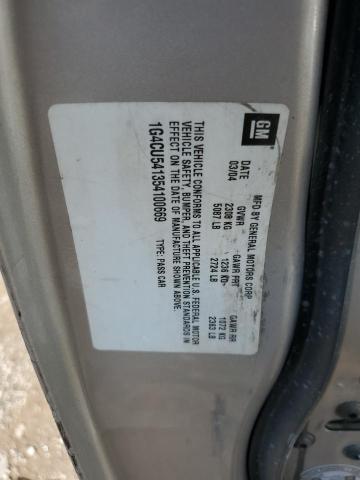 GM
MFD BY GENERAL MOTORS CORP
DATE GVWR GAWR FRT GAWR RR
03/04 2308 KG 1236 KG 1072 KG
5087 LB 2724 LB 2363 LB
THIS VEHICLE CONFORMS TO ALL APPLICABLE U.S. FEDERAL MOTOR
VEHICLE SAFETY, BUMPER, AND THEFT PREVENTION STANDARDS IN
EFFECT ON THE DATE OF MANUFACTURE SHOWN ABOVE.
1G4CU541354100669 TYPE: PASS CAR